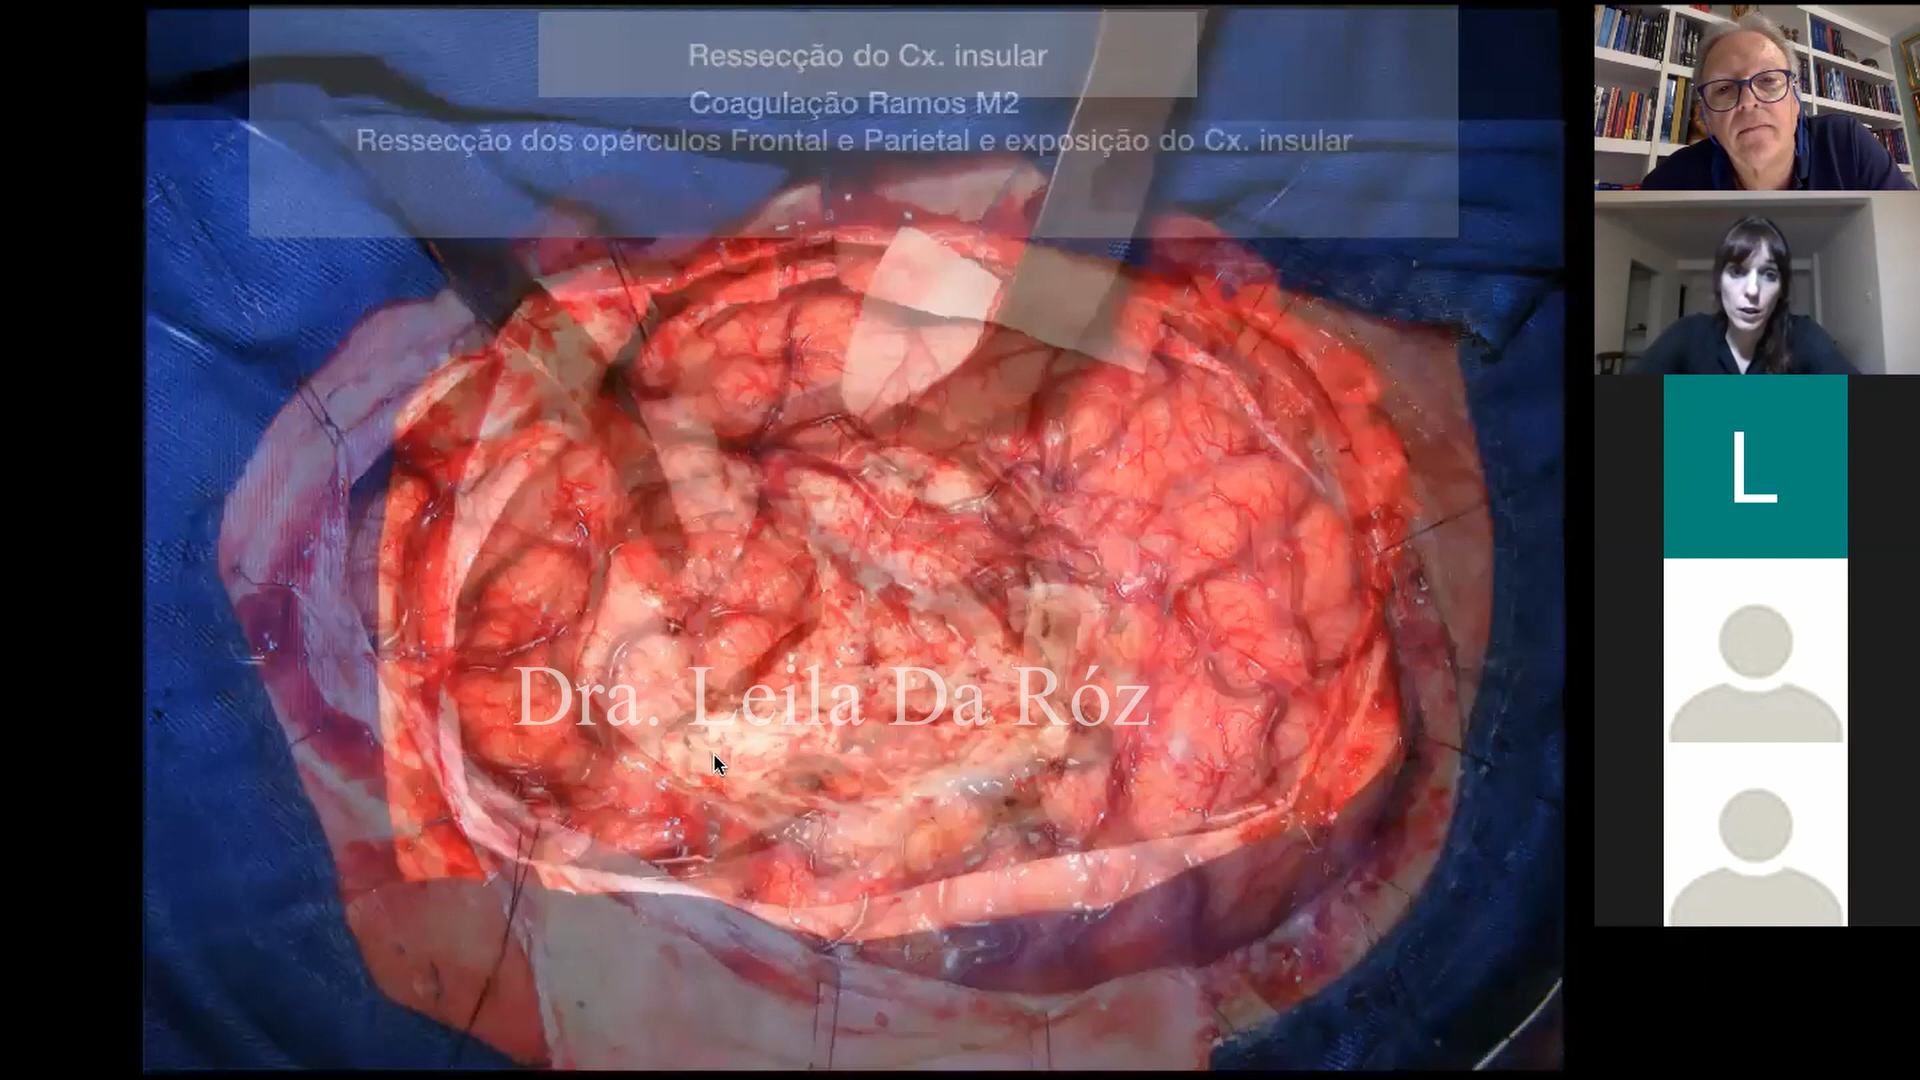 Ressecção do Cx. insular
Coagulação Ramos M2
Ressecção dos opérculos Frontal e Parietal e exposição do Cx. insular
Dra. Leila Da Róz
L